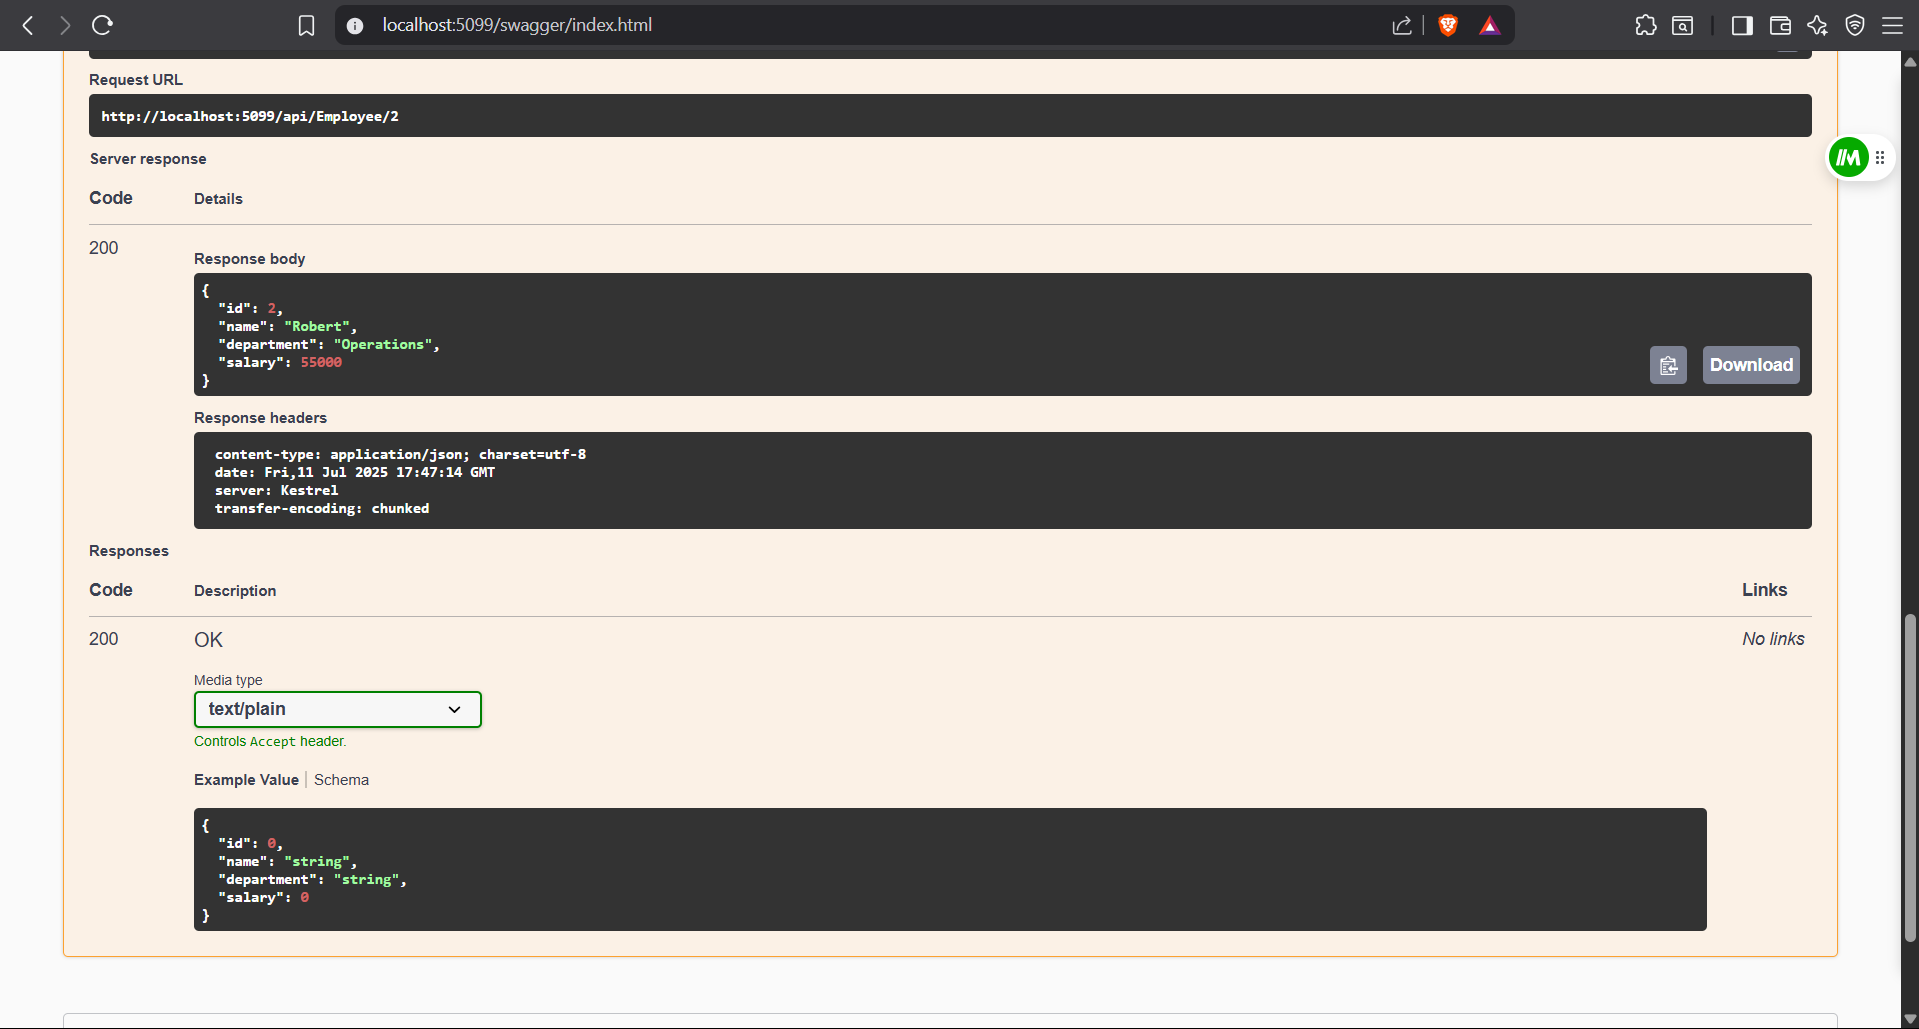 localhost:5099/swagger/index.html
Request URL
http://localhost:5099/api/Employee/2
Server response
Code Details
200
Response body
{
  "id": 2,
  "name": "Robert",
  "department": "Operations",
  "salary": 55000
}
Download
Response headers
content-type: application/json; charset=utf-8
date: Fri,11 Jul 2025 17:47:14 GMT
server: Kestrel
transfer-encoding: chunked
Responses
Code Description Links
200 OK No links
Media type
text/plain
Controls Accept header.
Example Value | Schema
{
  "id": 0,
  "name": "string",
  "department": "string",
  "salary": 0
}